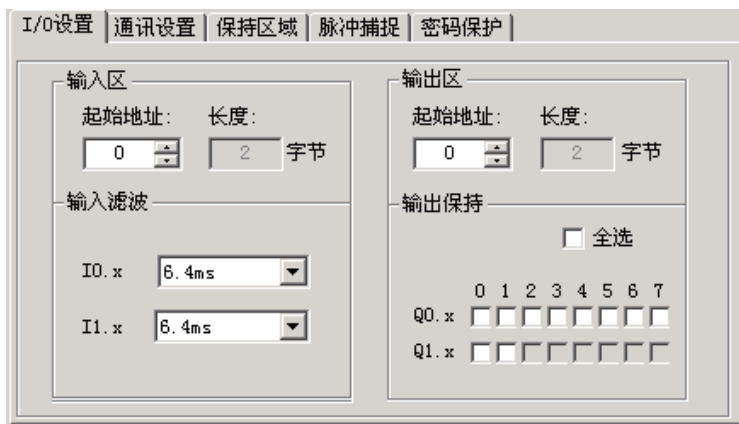 I/O设置 通讯设置 保持区域 脉冲捕捉 密码保护
输入区
起始地址: 长度:
0 2 字节
输入滤波
I0.x 6.4ms
I1.x 6.4ms
输出区
起始地址: 长度:
0 2 字节
输出保持
全选
0 1 2 3 4 5 6 7
Q0.x
Q1.x